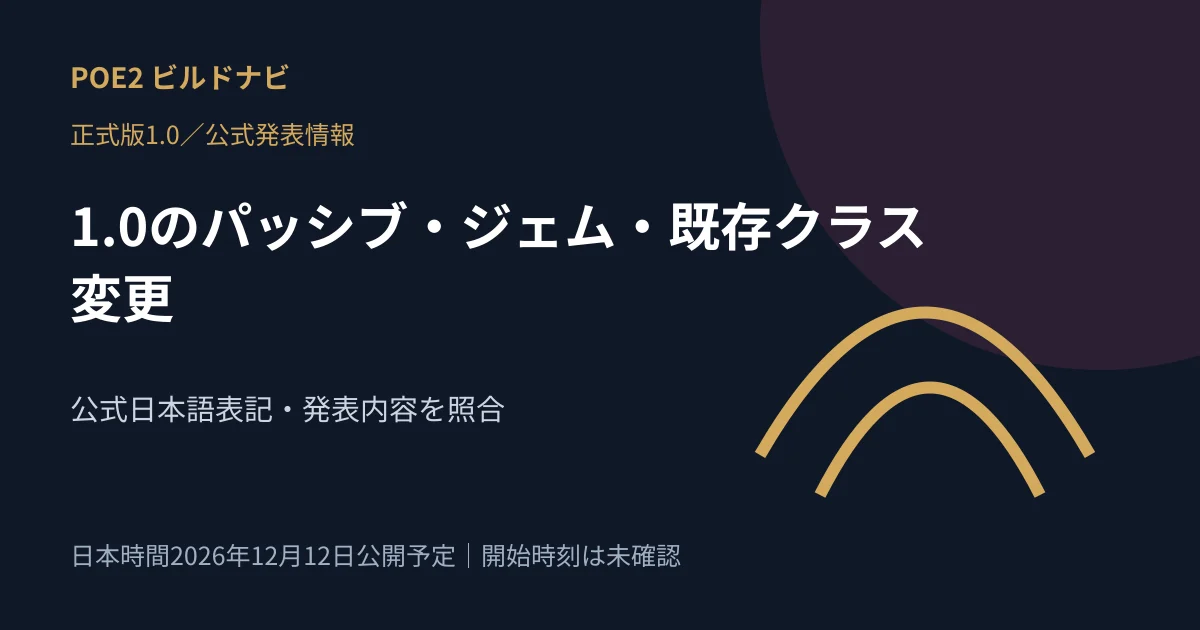 POE2 ビルドナビ
正式版1.0／公式発表情報
1.0のパッシブ・ジェム・既存クラス
変更
公式日本語表記・発表内容を照合
日本時間2026年12月12日公開予定｜開始時刻は未確認